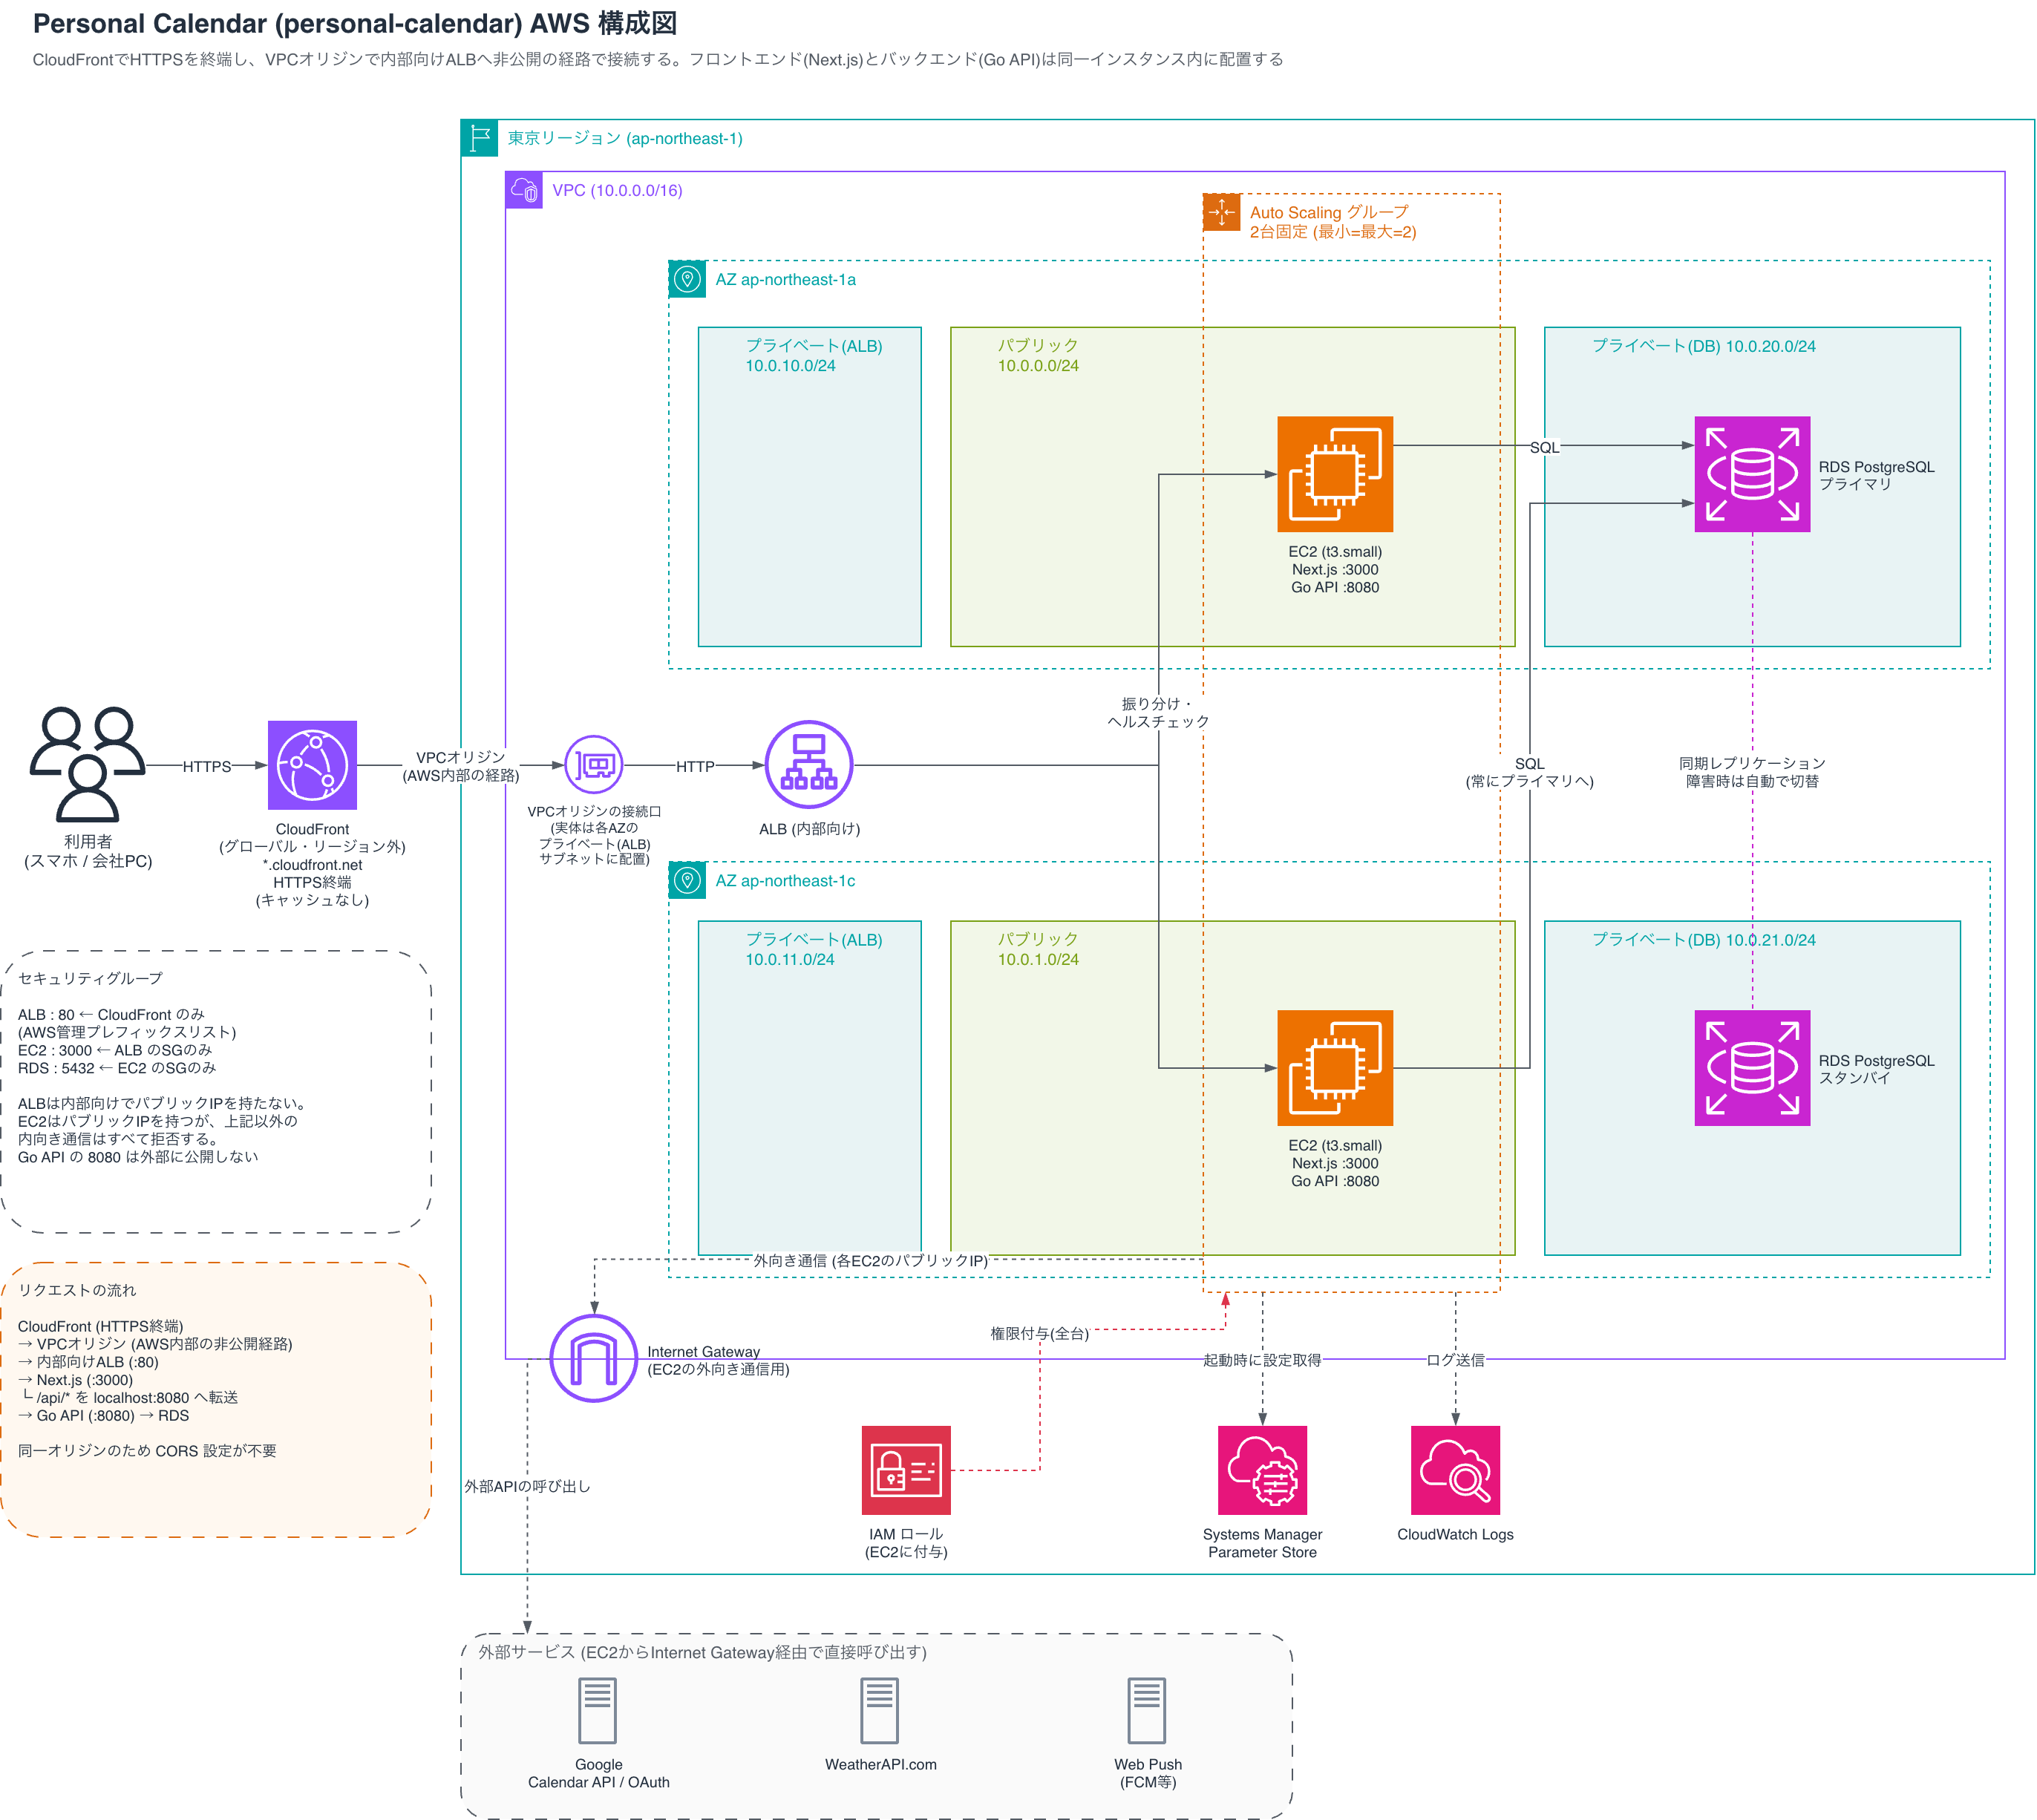 Personal Calendar (personal-calendar) AWS 構成図
CloudFrontでHTTPSを終端し、VPCオリジンで内部向けALBへ非公開の経路で接続する。フロントエンド(Next.js)とバックエンド(Go API)は同一インスタンス内に配置する
東京リージョン (ap-northeast-1)
VPC (10.0.0.0/16)
Auto Scaling グループ
2台固定 (最小=最大=2)
AZ ap-northeast-1a
プライベート(ALB)
10.0.10.0/24
パブリック
10.0.0.0/24
プライベート(DB) 10.0.20.0/24
SQL
RDS PostgreSQL
プライマリ
EC2 (t3.small)
Next.js :3000
Go API :8080
振り分け・
ヘルスチェック
HTTPS
VPCオリジン
(AWS内部の経路)
HTTP
SQL
(常にプライマリへ)
同期レプリケーション
障害時は自動で切替
利用者
(スマホ / 会社PC)
CloudFront
(グローバル・リージョン外)
*.cloudfront.net
HTTPS終端
(キャッシュなし)
VPCオリジンの接続口
(実体は各AZの
プライベート(ALB)
サブネットに配置)
ALB (内部向け)
AZ ap-northeast-1c
プライベート(ALB)
10.0.11.0/24
パブリック
10.0.1.0/24
プライベート(DB) 10.0.21.0/24
RDS PostgreSQL
スタンバイ
EC2 (t3.small)
Next.js :3000
Go API :8080
セキュリティグループ
ALB : 80 ← CloudFront のみ
(AWS管理プレフィックスリスト)
EC2 : 3000 ← ALB のSGのみ
RDS : 5432 ← EC2 のSGのみ
ALBは内部向けでパブリックIPを持たない。
EC2はパブリックIPを持つが、上記以外の
内向き通信はすべて拒否する。
Go API の 8080 は外部に公開しない
リクエストの流れ
CloudFront (HTTPS終端)
→ VPCオリジン (AWS内部の非公開経路)
→ 内部向けALB (:80)
→ Next.js (:3000)
└ /api/* を localhost:8080 へ転送
→ Go API (:8080) → RDS
同一オリジンのため CORS 設定が不要
外向き通信 (各EC2のパブリックIP)
権限付与(全台)
Internet Gateway
(EC2の外向き通信用)
起動時に設定取得
ログ送信
外部APIの呼び出し
IAM ロール
(EC2に付与)
Systems Manager
Parameter Store
CloudWatch Logs
外部サービス (EC2からInternet Gateway経由で直接呼び出す)
Google
Calendar API / OAuth
WeatherAPI.com
Web Push
(FCM等)